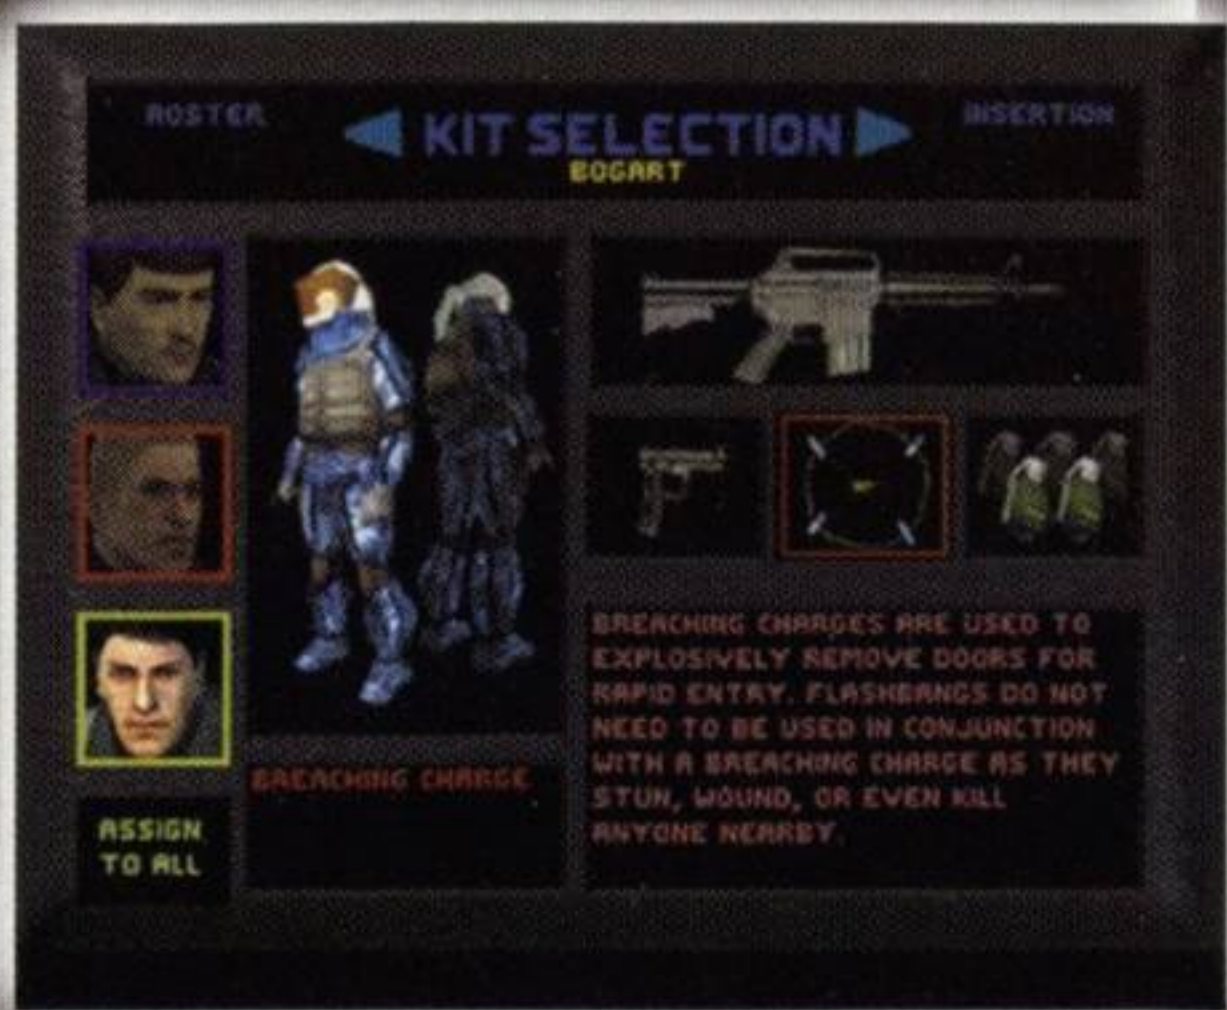 ROSTER
KIT SELECTION
INSERTION
BOGART
BREACHING CHARGES ARE USED TO
EXPLOSIVELY REMOVE DOORS FOR
RAPID ENTRY. FLASHBANGS DO NOT
NEED TO BE USED IN CONJUNCTION
WITH A BREACHING CHARGE AS THEY
STUN, WOUND, OR EVEN KILL
ANYONE NEARBY.
BREACHING CHARGE
ASSIGN
TO ALL